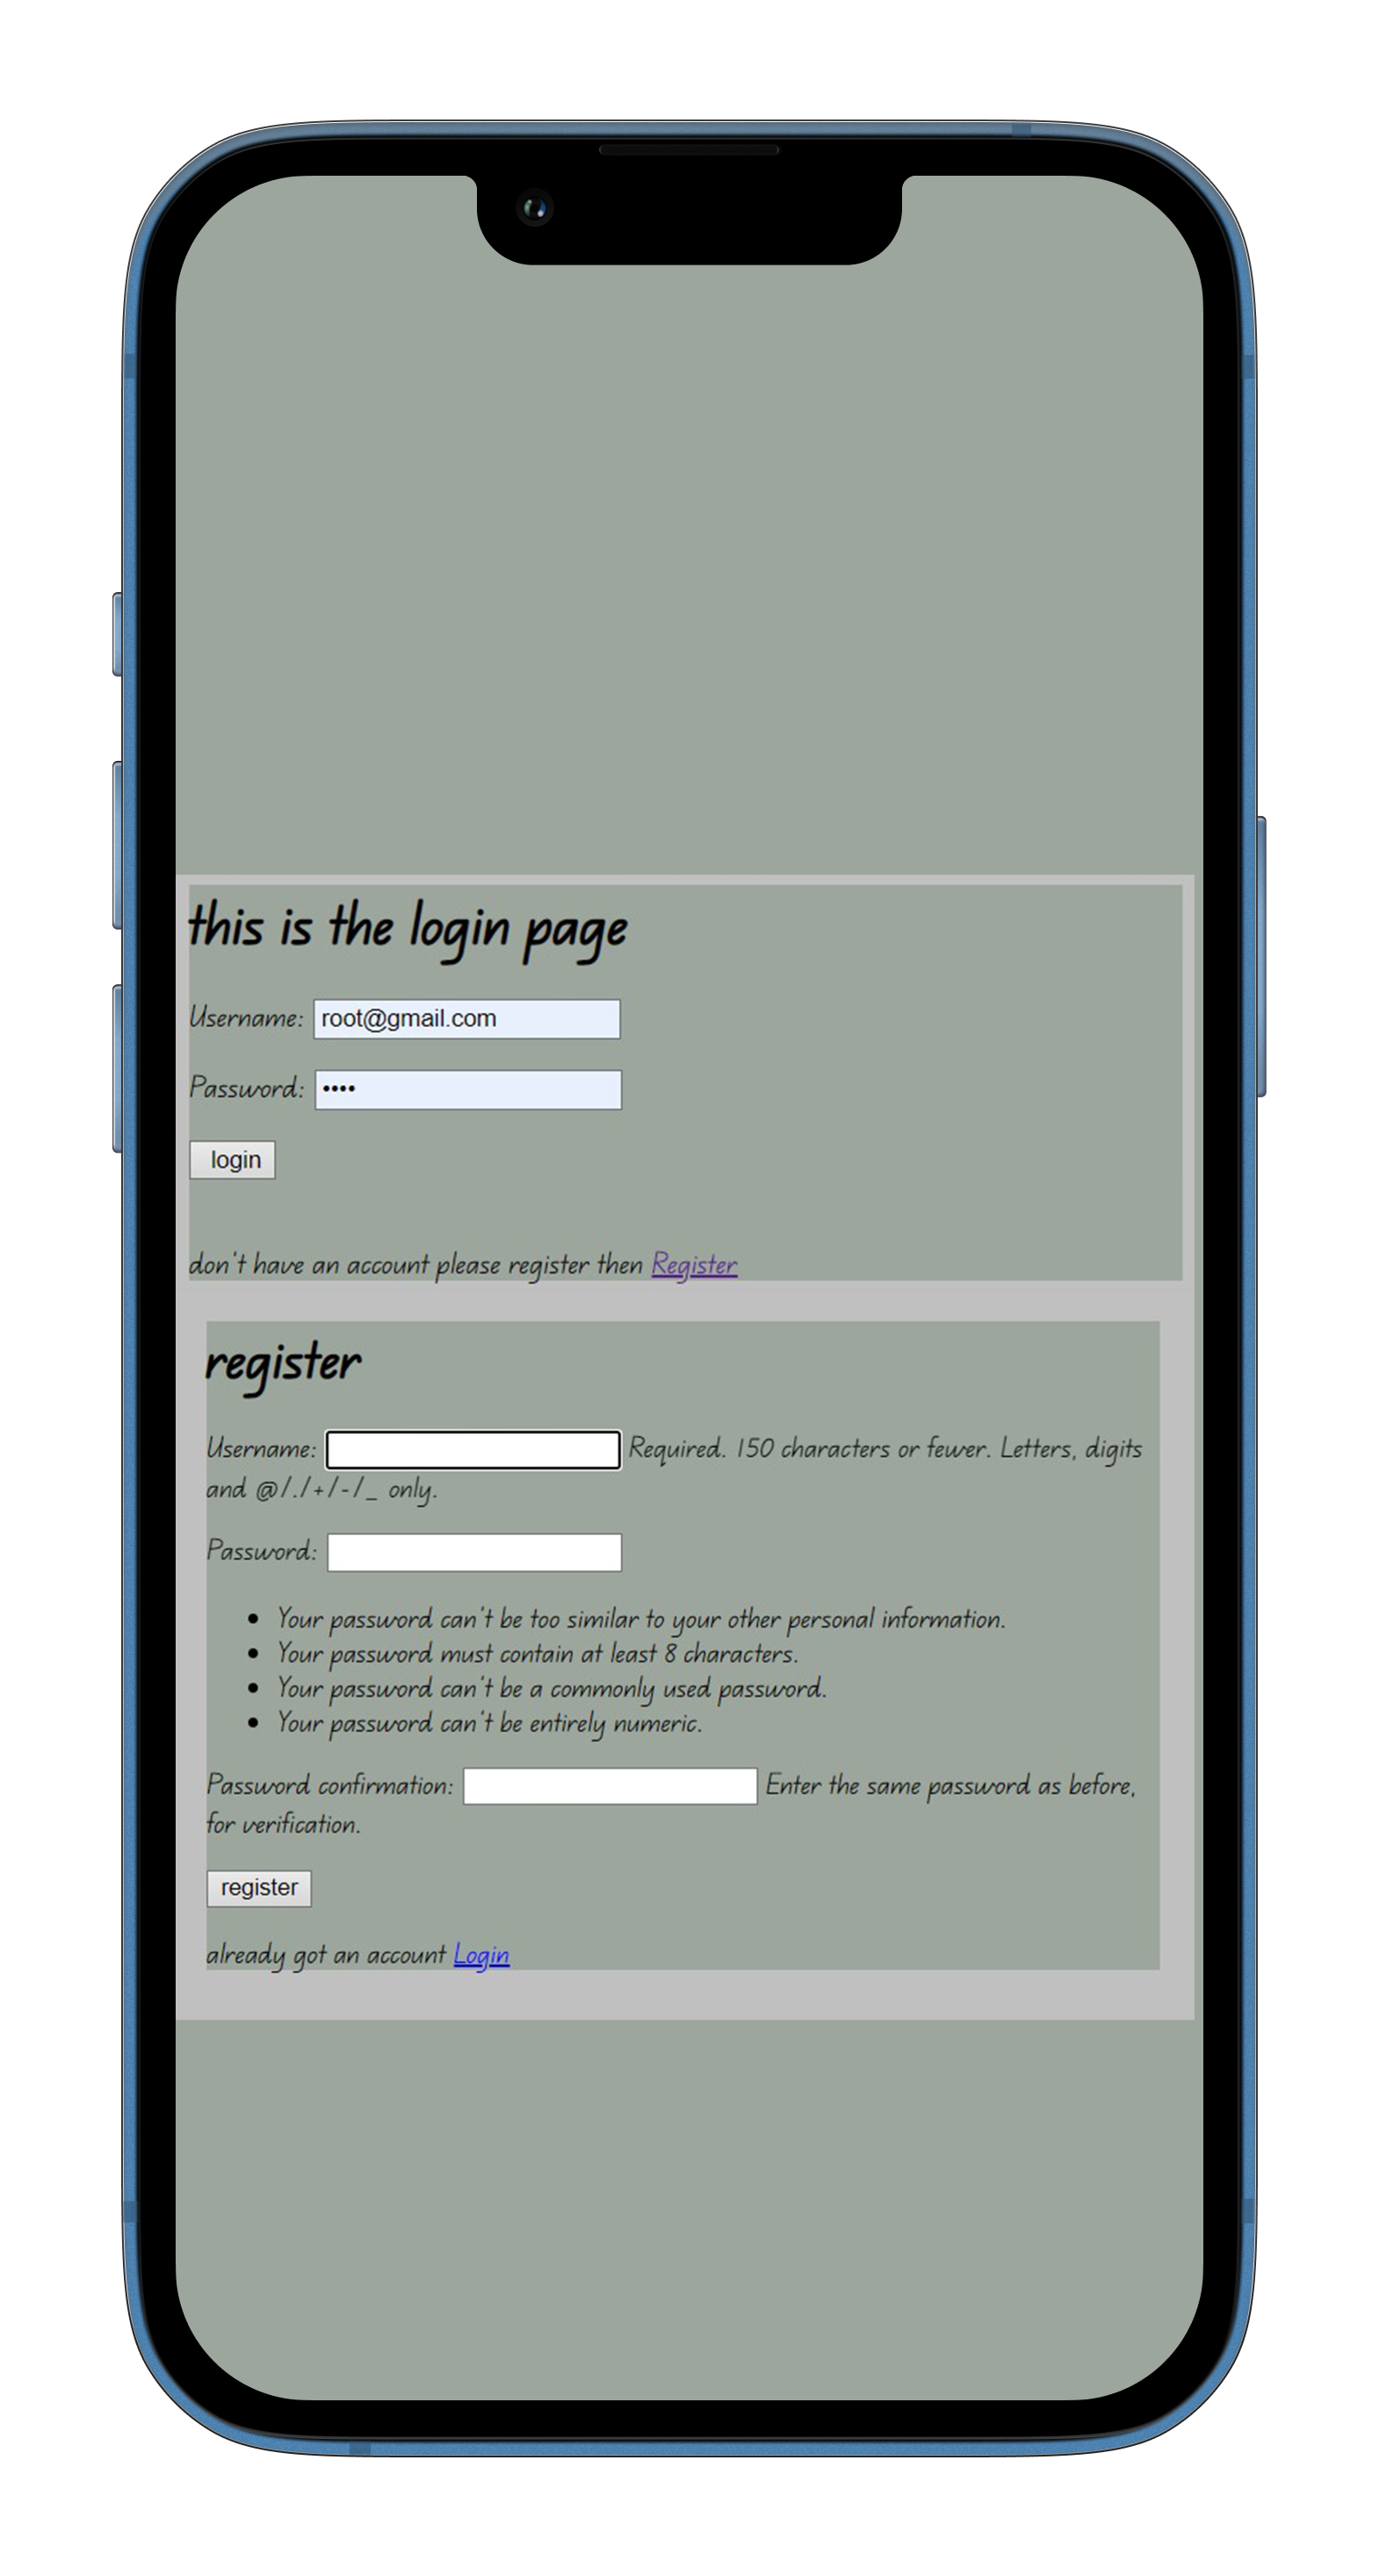 this is the login page
Username: root@gmail.com
Password: ••••
login
don't have an account please register then Register
register
Username: Required. 150 characters or fewer. Letters, digits
and @/./+/-/_ only.
Password:
• Your password can't be too similar to your other personal information.
• Your password must contain at least 8 characters.
• Your password can't be a commonly used password.
• Your password can't be entirely numeric.
Password confirmation: Enter the same password as before,
for verification.
register
already got an account Login